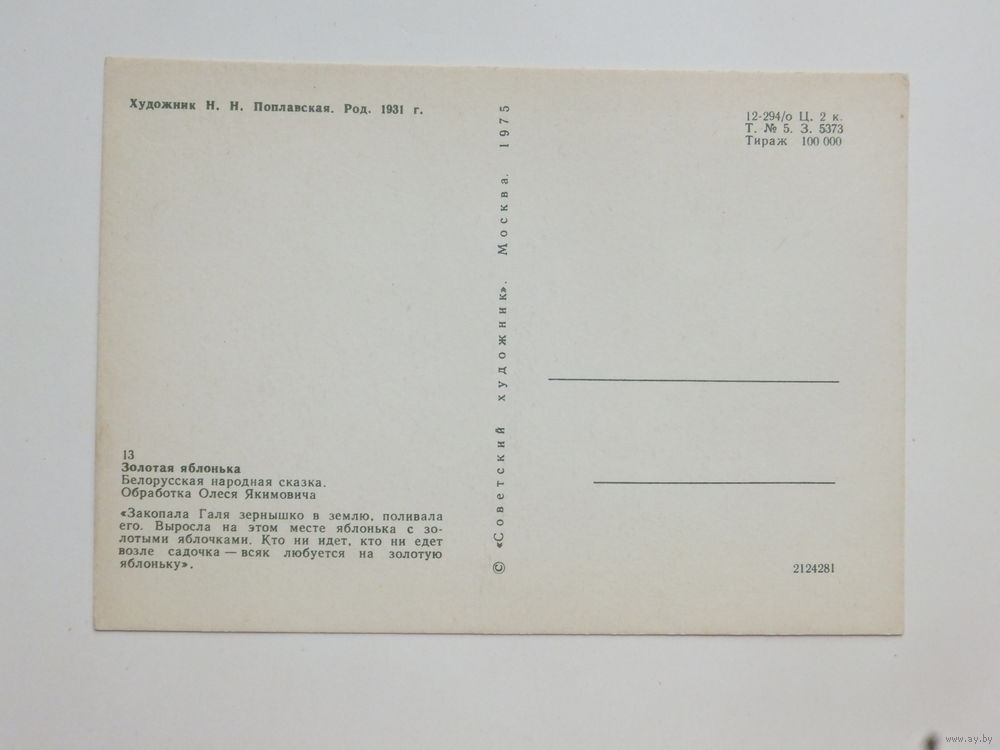 Художник Н. Н. Поплавская. Род. 1931 г.
12-294/о Ц. 2 к.
Т. № 5. З. 5373
Тираж 100 000
© «Советский художник». Москва. 1975
13
Золотая яблонька
Белорусская народная сказка.
Обработка Олеся Якимовича
«Закопала Галя зернышко в землю, поливала
его. Выросла на этом месте яблонька с зо-
лотыми яблочками. Кто ни идет, кто ни едет
возле садочка — всяк любуется на золотую
яблоньку».
2124281
www.ay.by